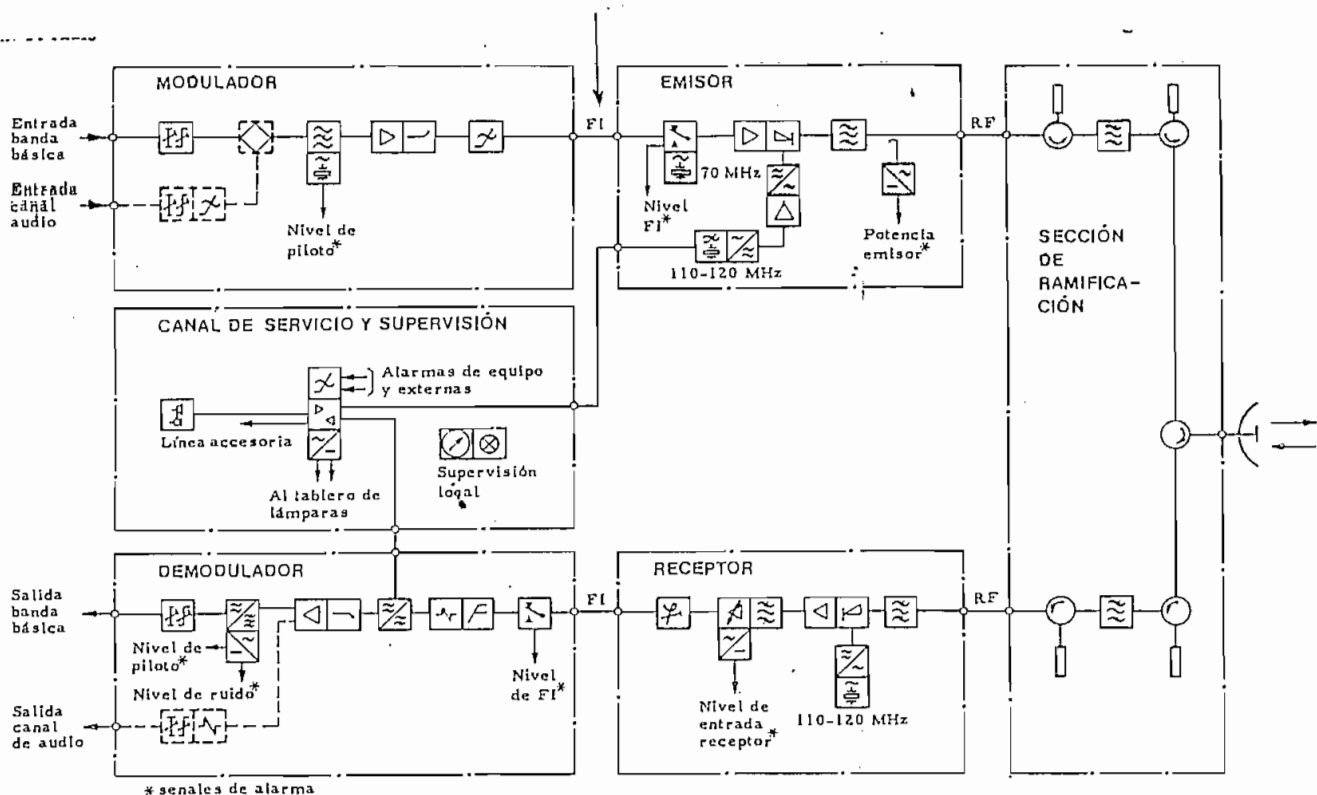 MODULADOR
Entrada
banda
básica
Entrada
canal
audio
Nivel de
piloto*
FI
EMISOR
70 MHz
Nivel
FI*
110-120 MHz
Potencia
emisor*
RF
SECCIÓN
DE
RAMIFICA-
CIÓN
CANAL DE SERVICIO Y SUPERVISIÓN
Alarmas de equipo
y externas
Línea accesoria
Al tablero de
lámparas
Supervisión
local
DEMODULADOR
Salida
banda
básica
Nivel de
piloto*
Nivel de ruido*
Salida
canal
de audio
Nivel
de FI*
FI
RECEPTOR
Nivel de
entrada
receptor*
110-120 MHz
RF
* senales de alarma